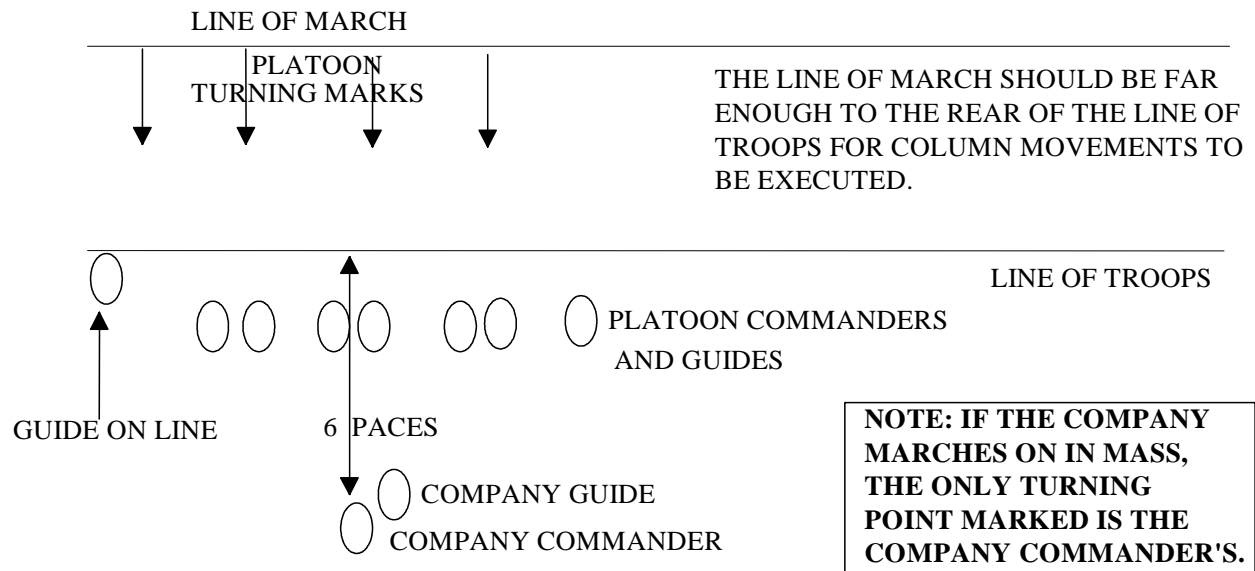 LINE OF MARCH
PLATOON
TURNING MARKS
THE LINE OF MARCH SHOULD BE FAR
ENOUGH TO THE REAR OF THE LINE OF
TROOPS FOR COLUMN MOVEMENTS TO
BE EXECUTED.
LINE OF TROOPS
PLATOON COMMANDERS
AND GUIDES
GUIDE ON LINE
6 PACES
COMPANY GUIDE
COMPANY COMMANDER
NOTE: IF THE COMPANY
MARCHES ON IN MASS,
THE ONLY TURNING
POINT MARKED IS THE
COMPANY COMMANDER'S.